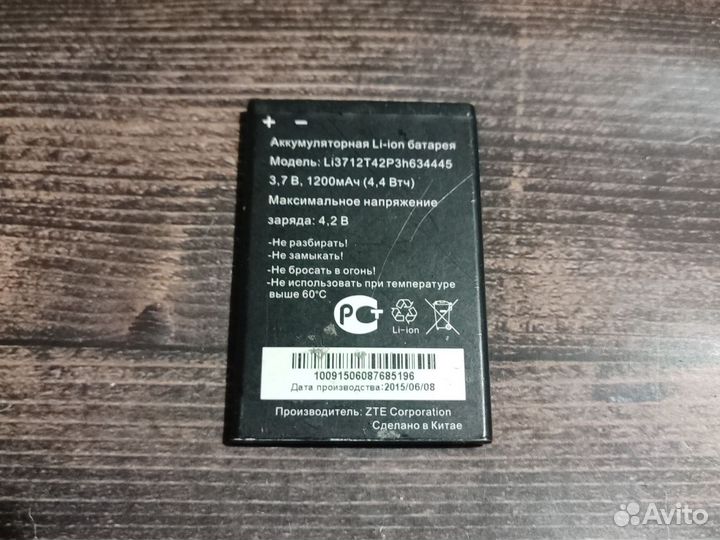 + −
Аккумуляторная Li-ion батарея
Модель: Li3712T42P3h634445
3,7 В, 1200мАч (4,4 Втч)
Максимальное напряжение
заряда: 4,2 В
-Не разбирать!
-Не замыкать!
-Не бросать в огонь!
-Не использовать при температуре
выше 60°C
РСТ
Li-ion
10091506087685196
Дата производства:2015/06/08
Производитель: ZTE Corporation
Сделано в Китае
Avito